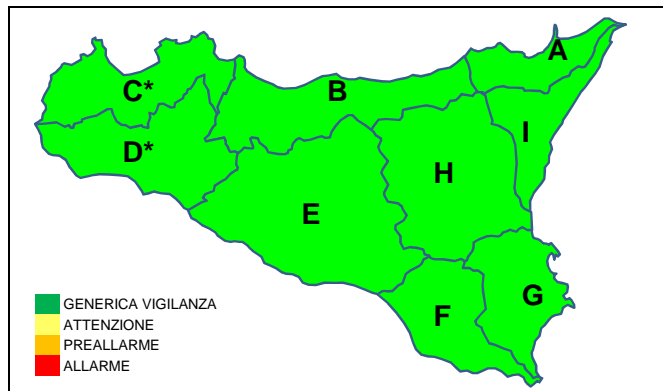 A
C*
B
I
D*
H
E
G
F
GENERICA VIGILANZA
ATTENZIONE
PREALLARME
ALLARME